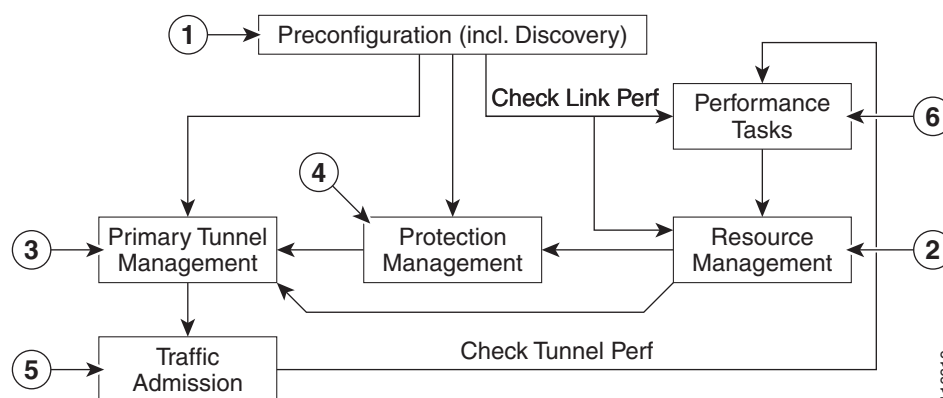 1
Preconfiguration (incl. Discovery)
Check Link Perf
Performance
Tasks
6
4
3
Primary Tunnel
Management
Protection
Management
Resource
Management
2
5
Traffic
Admission
Check Tunnel Perf